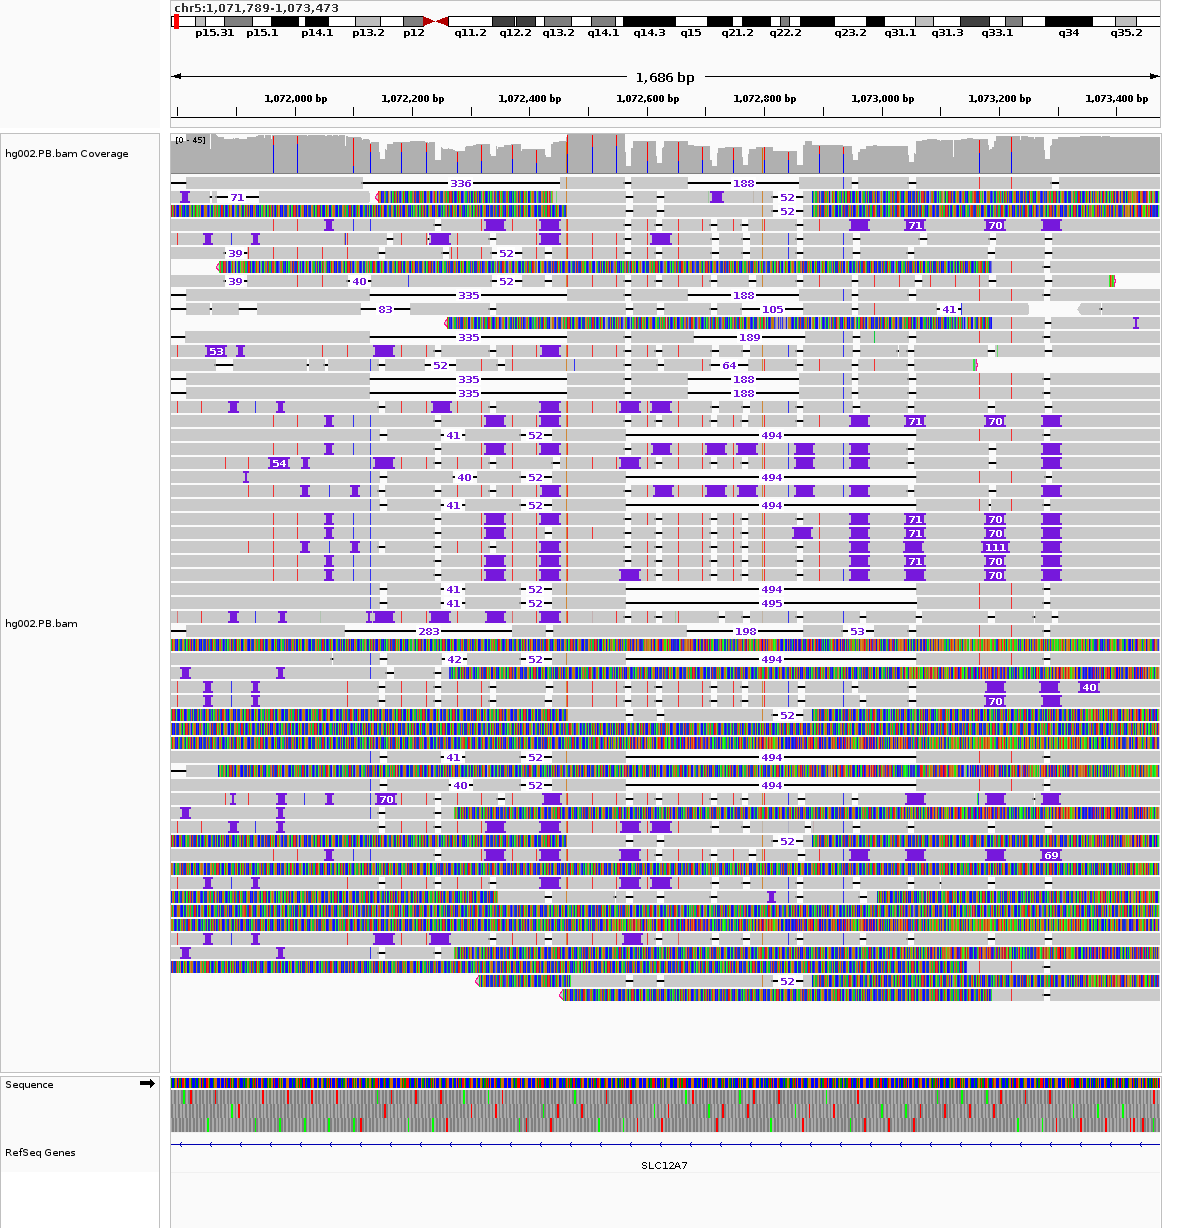 chr5:1,071,789-1,073,473
p15.31 p15.1 p14.1 p13.2 p12 q11.2 q12.2 q13.2 q14.1 q14.3 q15 q21.2 q22.2 q23.2 q31.1 q31.3 q33.1 q34 q35.2
1,686 bp
1,072,000 bp 1,072,200 bp 1,072,400 bp 1,072,600 bp 1,072,800 bp 1,073,000 bp 1,073,200 bp 1,073,400 bp
[0 - 45]
hg002.PB.bam Coverage
336 188
71 52
52
71 70
39 52
39 40 52
335 188
83 105 41
335 189
53
52 64
335 188
335 188
71 70
41 52 494
54
40 52 494
41 52 494
71 70
71 70
111
71 70
70
41 52 494
41 52 495
hg002.PB.bam
283 198 53
42 52 494
40
70
52
41 52 494
40 52 494
70
52
69
52
Sequence
RefSeq Genes
SLC12A7